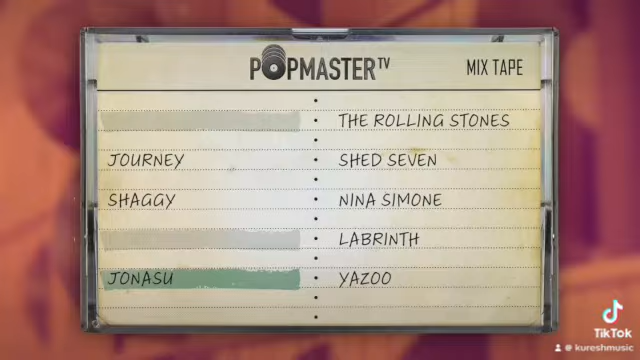 POPMASTER TV
MIX TAPE
THE ROLLING STONES
JOURNEY
SHED SEVEN
SHAGGY
NINA SIMONE
LABRINTH
JONASU
YAZOO
TikTok
@ kureshmusic